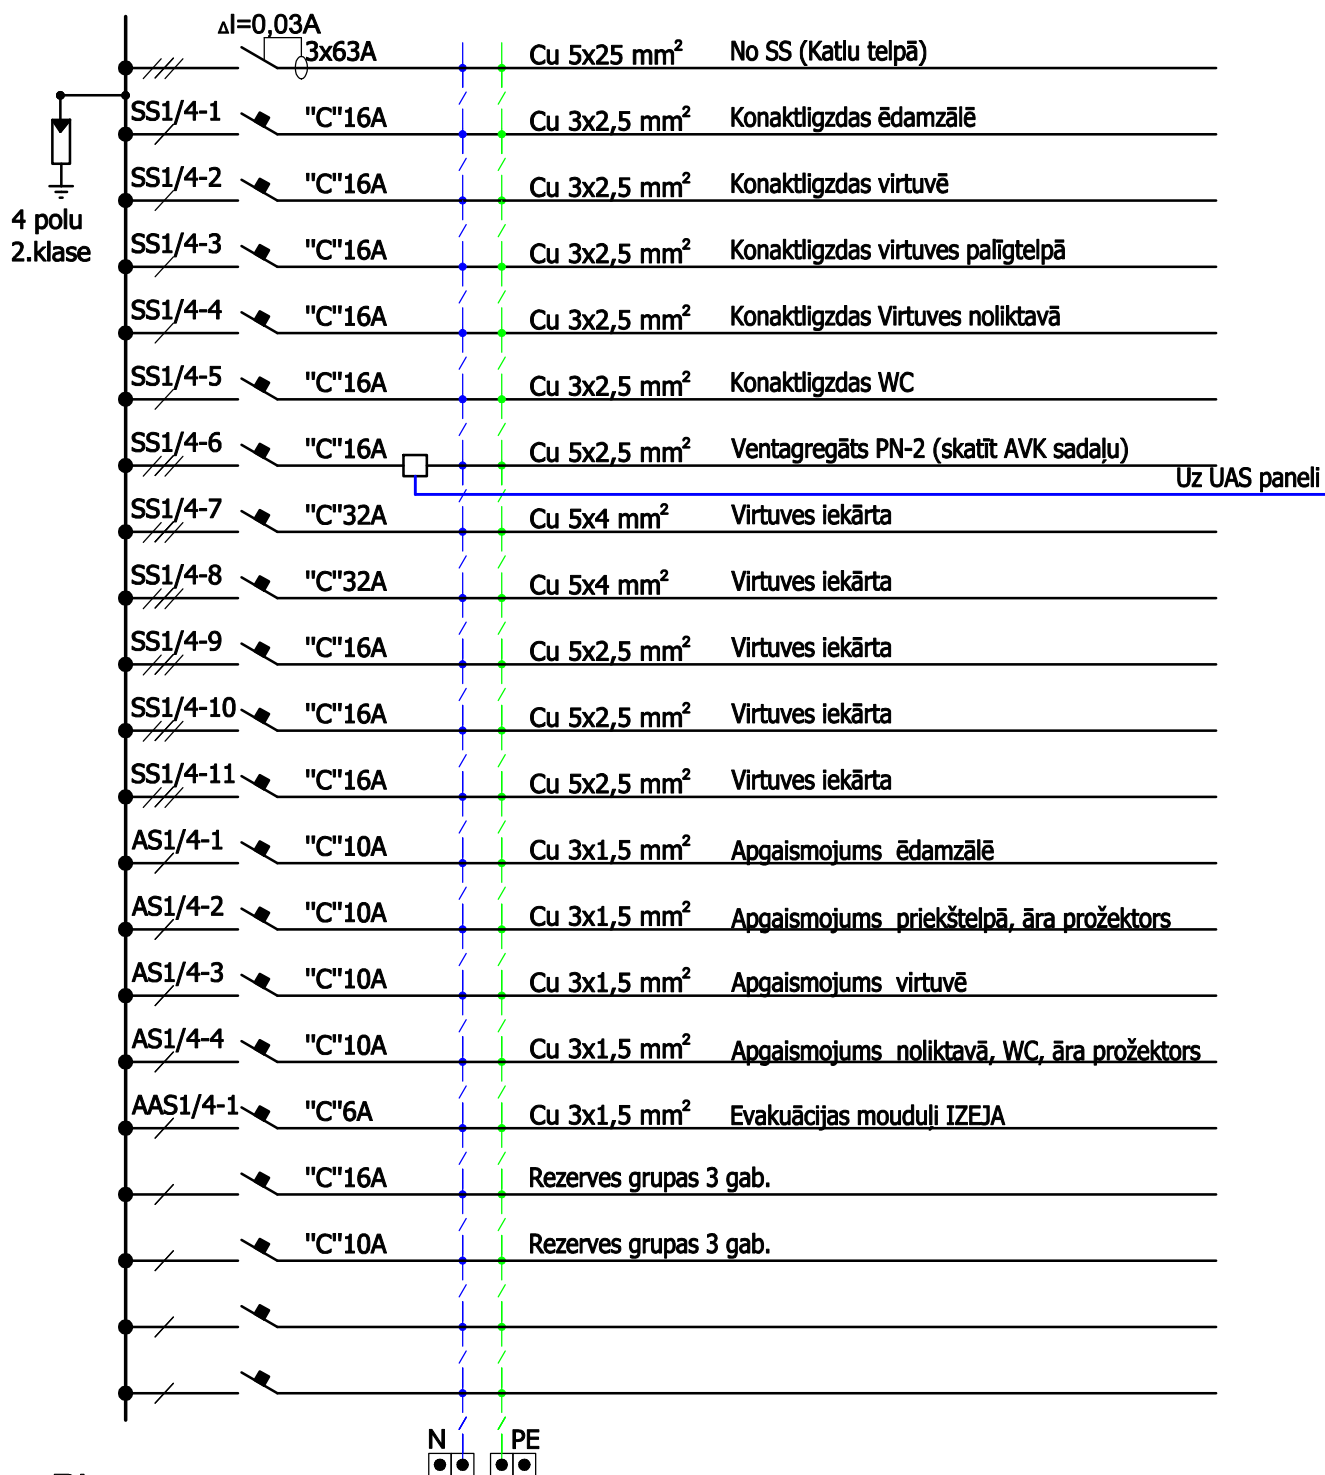 ΔI=0,03A
3x63A Cu 5x25 mm² No SS (Katlu telpā)
SS1/4-1 "C"16A Cu 3x2,5 mm² Konaktligzdas ēdamzālē
SS1/4-2 "C"16A Cu 3x2,5 mm² Konaktligzdas virtuvē
4 polu
2.klase
SS1/4-3 "C"16A Cu 3x2,5 mm² Konaktligzdas virtuves palīgtelpā
SS1/4-4 "C"16A Cu 3x2,5 mm² Konaktligzdas Virtuves noliktavā
SS1/4-5 "C"16A Cu 3x2,5 mm² Konaktligzdas WC
SS1/4-6 "C"16A Cu 5x2,5 mm² Ventagregāts PN-2 (skatīt AVK sadaļu)
Uz UAS paneli
SS1/4-7 "C"32A Cu 5x4 mm² Virtuves iekārta
SS1/4-8 "C"32A Cu 5x4 mm² Virtuves iekārta
SS1/4-9 "C"16A Cu 5x2,5 mm² Virtuves iekārta
SS1/4-10 "C"16A Cu 5x2,5 mm² Virtuves iekārta
SS1/4-11 "C"16A Cu 5x2,5 mm² Virtuves iekārta
AS1/4-1 "C"10A Cu 3x1,5 mm² Apgaismojums ēdamzālē
AS1/4-2 "C"10A Cu 3x1,5 mm² Apgaismojums priekštelpā, āra prožektors
AS1/4-3 "C"10A Cu 3x1,5 mm² Apgaismojums virtuvē
AS1/4-4 "C"10A Cu 3x1,5 mm² Apgaismojums noliktavā, WC, āra prožektors
AAS1/4-1 "C"6A Cu 3x1,5 mm² Evakuācijas mouduļi IZEJA
"C"16A Rezerves grupas 3 gab.
"C"10A Rezerves grupas 3 gab.
N PE